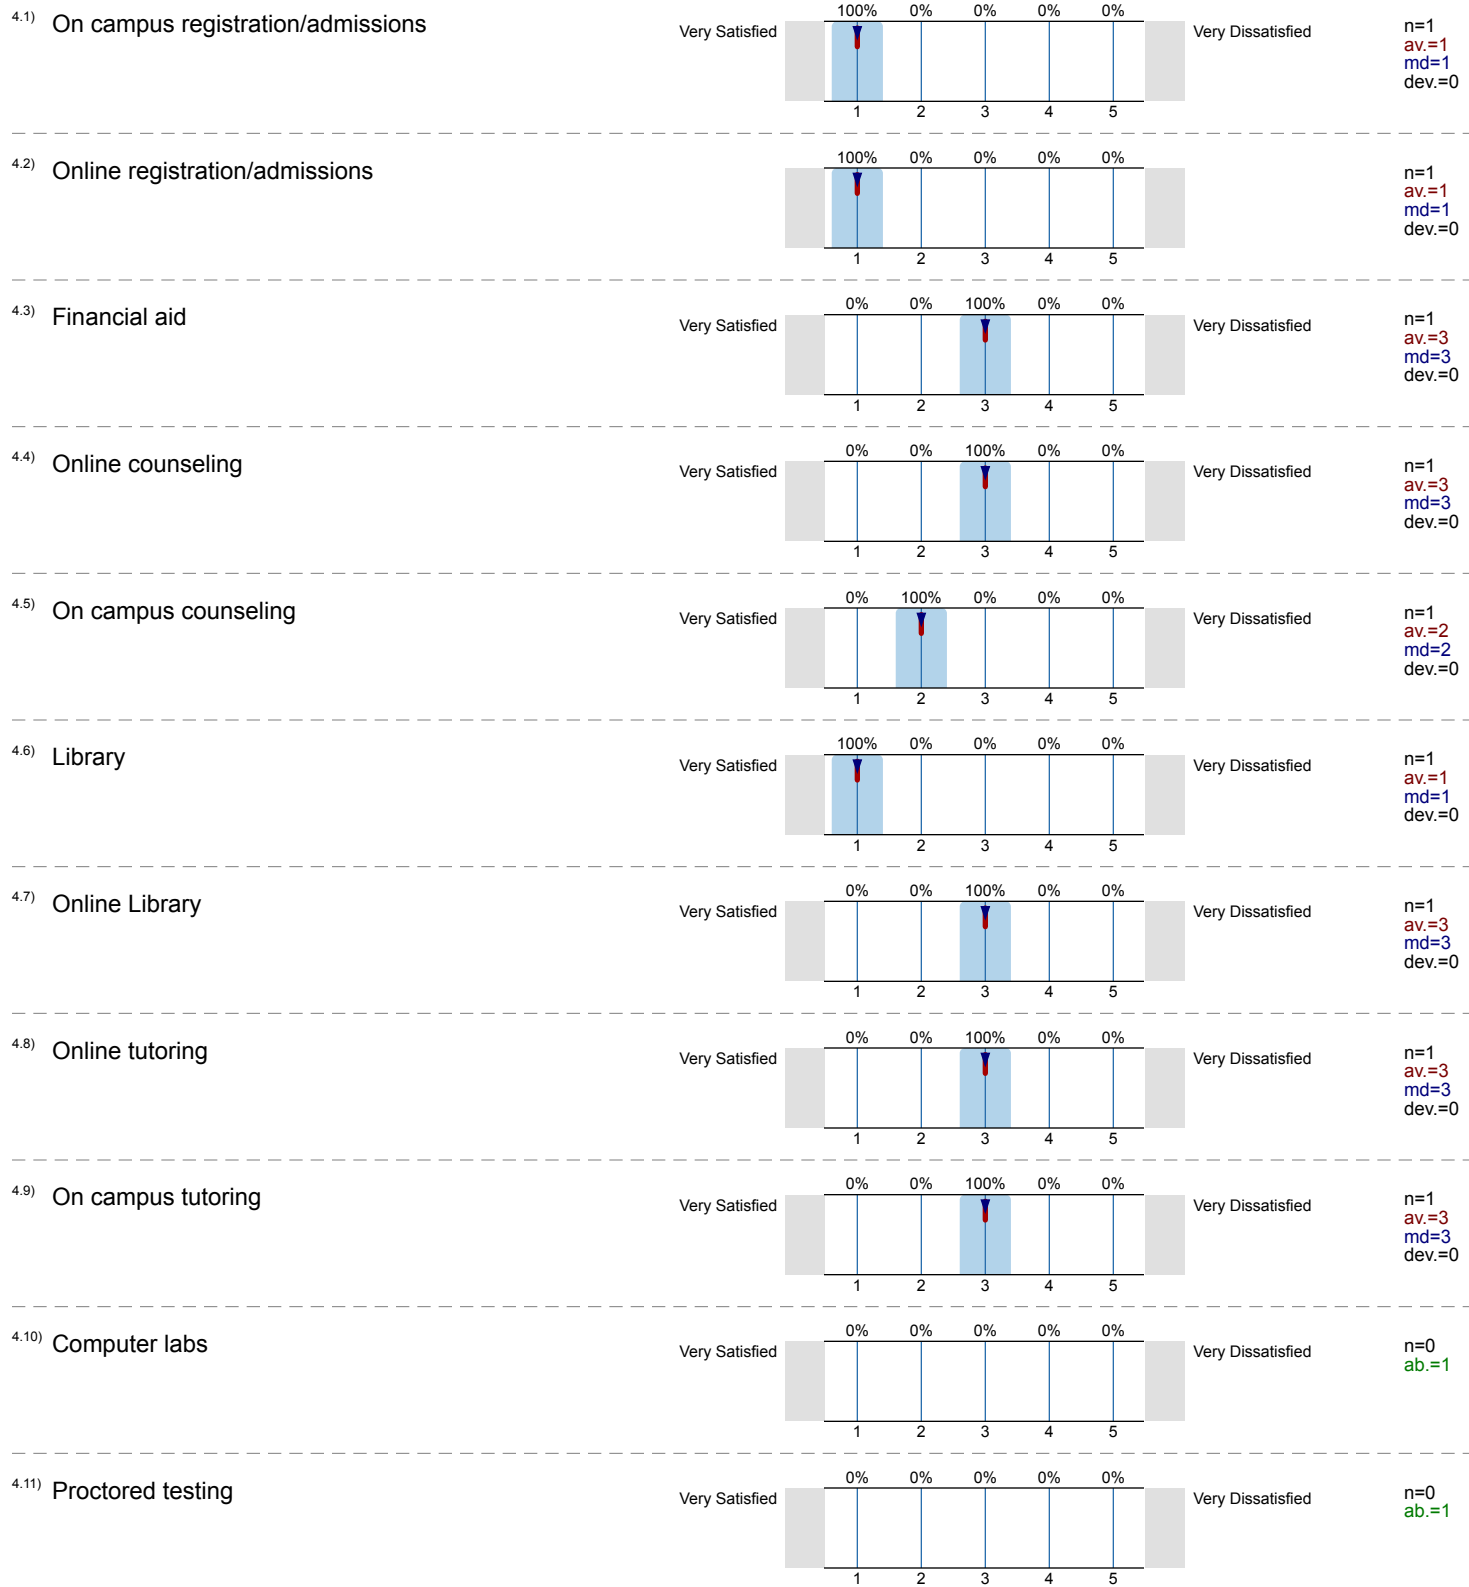 4.1) On campus registration/admissions
100% 0% 0% 0% 0%
Very Satisfied Very Dissatisfied
n=1
av.=1
md=1
dev.=0
1 2 3 4 5
4.2) Online registration/admissions
100% 0% 0% 0% 0%
n=1
av.=1
md=1
dev.=0
1 2 3 4 5
4.3) Financial aid
0% 0% 100% 0% 0%
Very Satisfied Very Dissatisfied
n=1
av.=3
md=3
dev.=0
1 2 3 4 5
4.4) Online counseling
0% 0% 100% 0% 0%
Very Satisfied Very Dissatisfied
n=1
av.=3
md=3
dev.=0
1 2 3 4 5
4.5) On campus counseling
0% 100% 0% 0% 0%
Very Satisfied Very Dissatisfied
n=1
av.=2
md=2
dev.=0
1 2 3 4 5
4.6) Library
100% 0% 0% 0% 0%
Very Satisfied Very Dissatisfied
n=1
av.=1
md=1
dev.=0
1 2 3 4 5
4.7) Online Library
0% 0% 100% 0% 0%
Very Satisfied Very Dissatisfied
n=1
av.=3
md=3
dev.=0
1 2 3 4 5
4.8) Online tutoring
0% 0% 100% 0% 0%
Very Satisfied Very Dissatisfied
n=1
av.=3
md=3
dev.=0
1 2 3 4 5
4.9) On campus tutoring
0% 0% 100% 0% 0%
Very Satisfied Very Dissatisfied
n=1
av.=3
md=3
dev.=0
1 2 3 4 5
4.10) Computer labs
0% 0% 0% 0% 0%
Very Satisfied Very Dissatisfied
n=0
ab.=1
1 2 3 4 5
4.11) Proctored testing
0% 0% 0% 0% 0%
Very Satisfied Very Dissatisfied
n=0
ab.=1
1 2 3 4 5